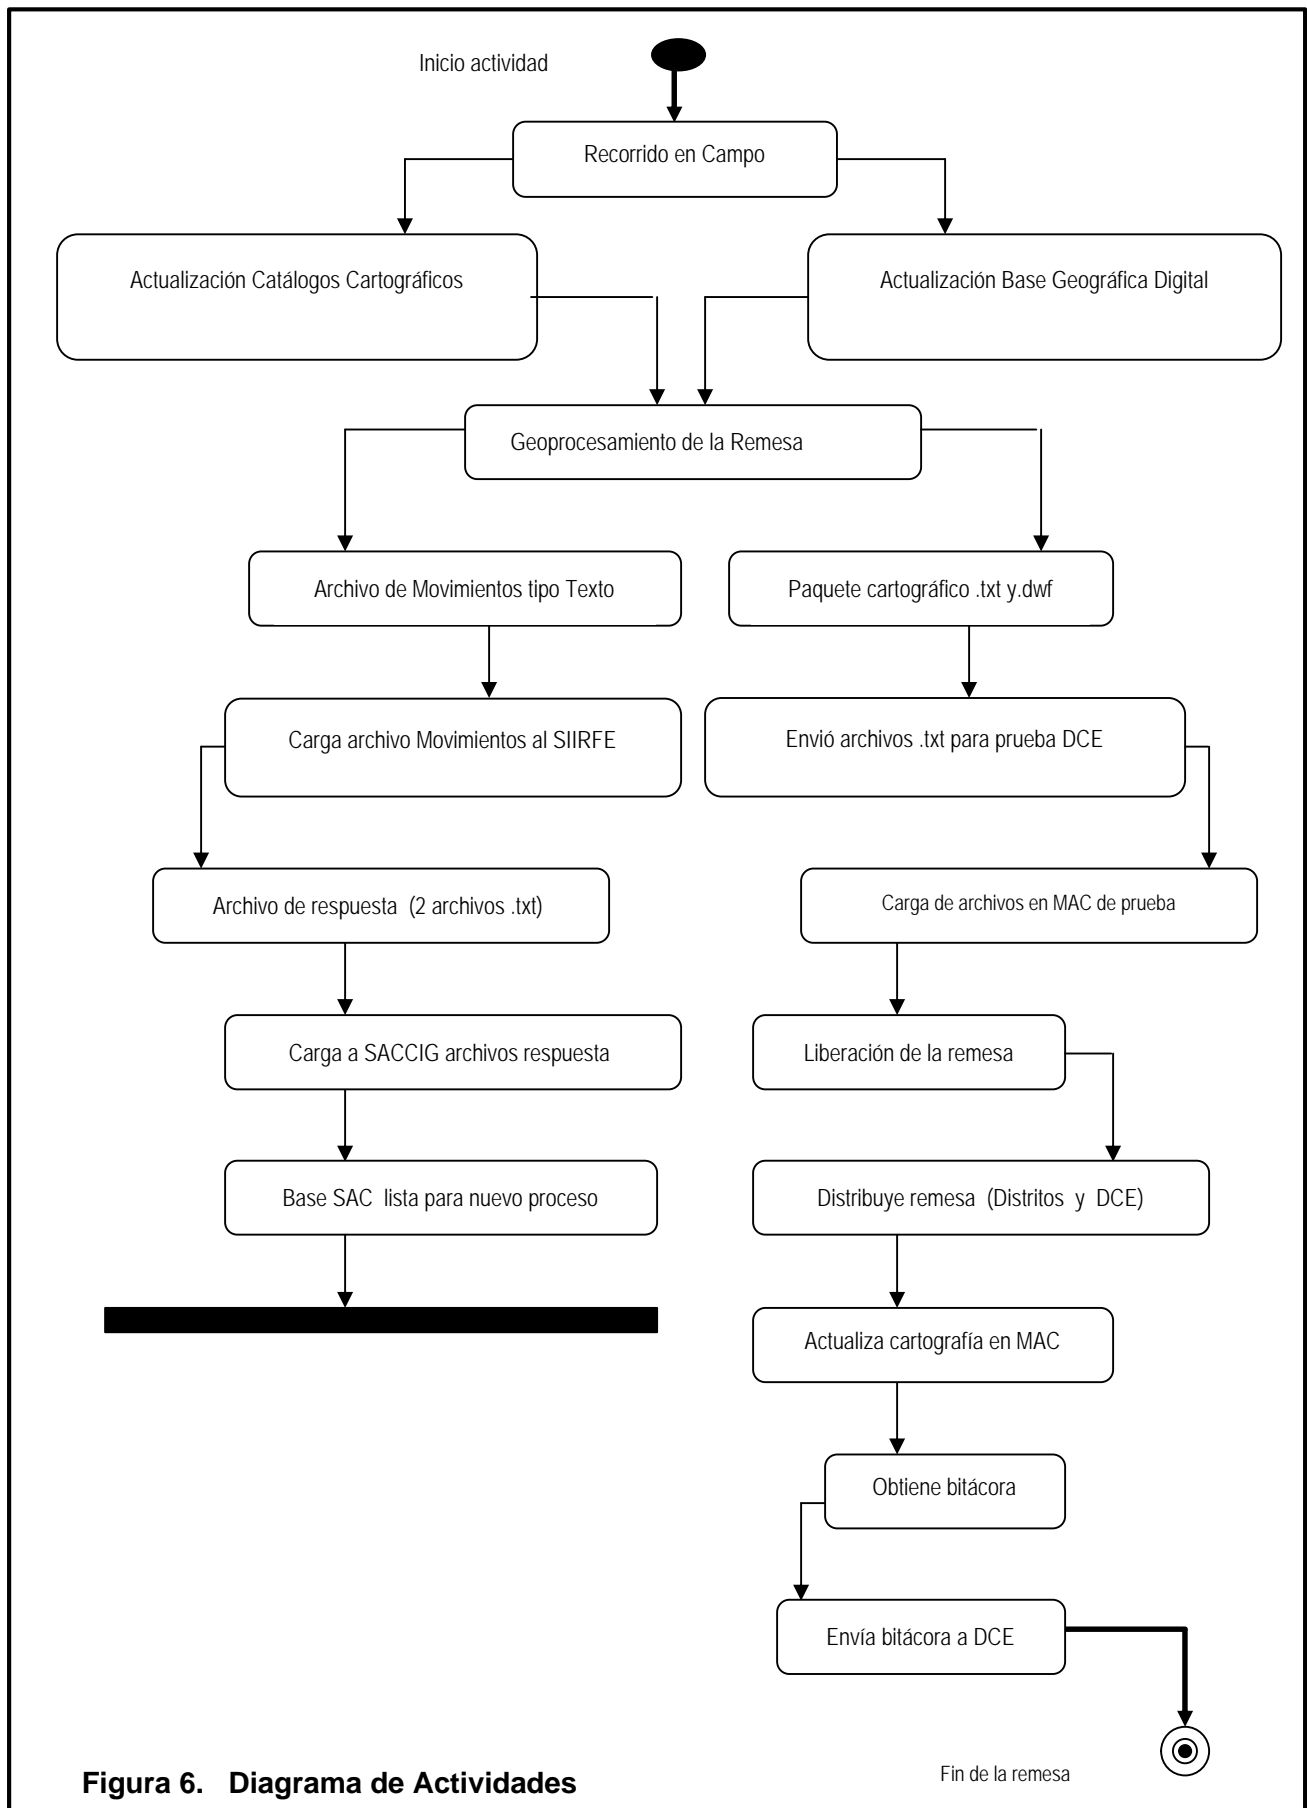 Inicio actividad
Recorrido en Campo
Actualización Catálogos Cartográficos
Actualización Base Geográfica Digital
Geoprocesamiento de la Remesa
Archivo de Movimientos tipo Texto
Paquete cartográfico .txt y.dwf
Carga archivo Movimientos al SIIRFE
Envió archivos .txt para prueba DCE
Archivo de respuesta (2 archivos .txt)
Carga de archivos en MAC de prueba
Carga a SACCIG archivos respuesta
Liberación de la remesa
Base SAC lista para nuevo proceso
Distribuye remesa (Distritos y DCE)
Actualiza cartografía en MAC
Obtiene bitácora
Envía bitácora a DCE
Fin de la remesa
Figura 6. Diagrama de Actividades